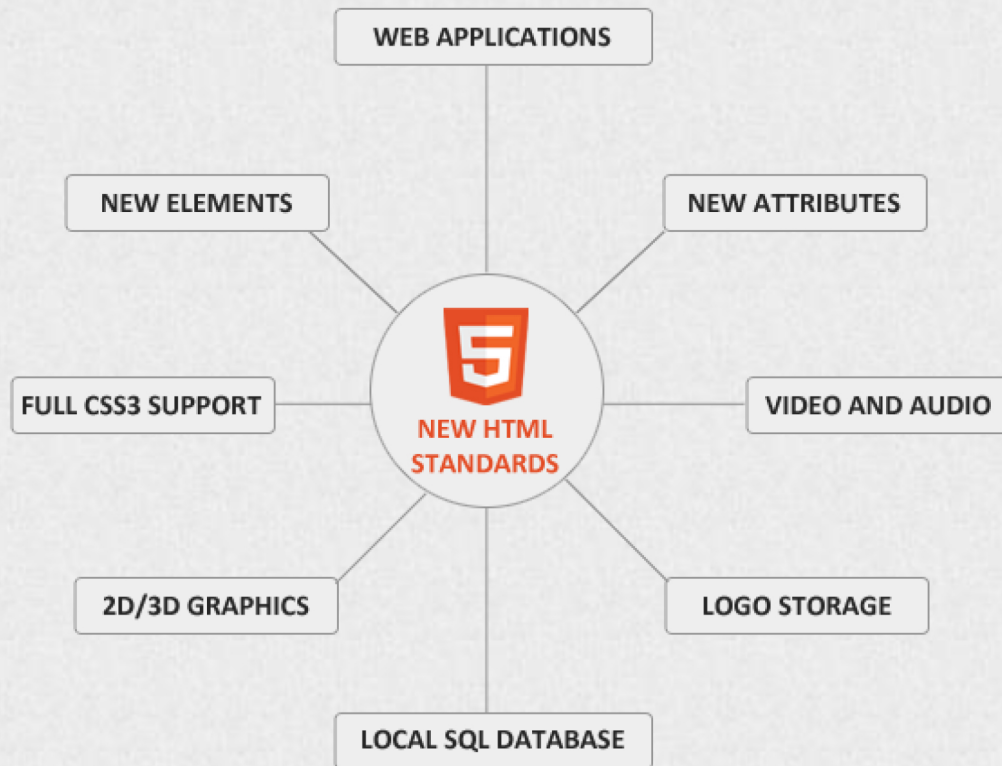 WEB APPLICATIONS
NEW ELEMENTS
NEW ATTRIBUTES
5
NEW HTML
STANDARDS
FULL CSS3 SUPPORT
VIDEO AND AUDIO
2D/3D GRAPHICS
LOGO STORAGE
LOCAL SQL DATABASE